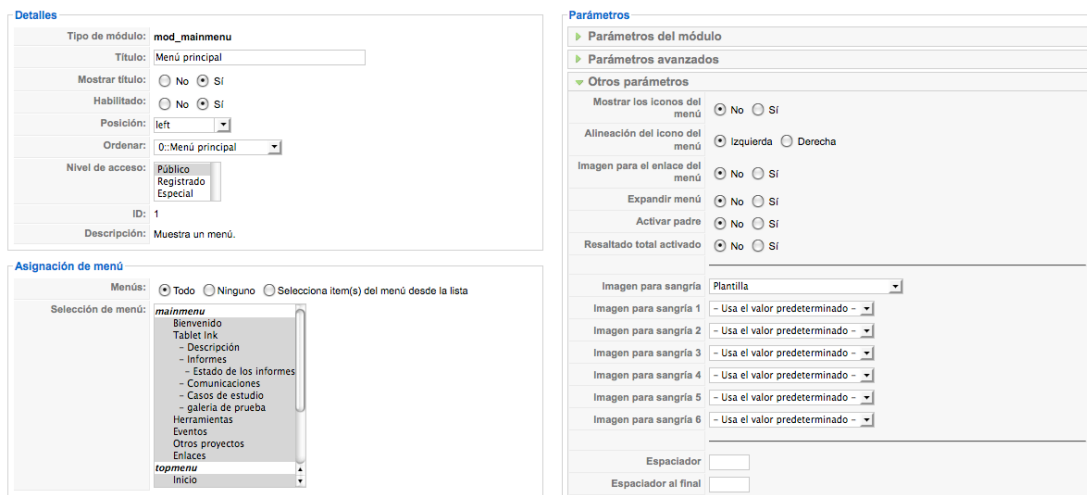 Detalles
Tipo de módulo: mod_mainmenu
Título: Menú principal
Mostrar título: No Sí
Habilitado: No Sí
Posición: left
Ordenar: 0::Menú principal
Nivel de acceso: Público
Registrado
Especial
ID: 1
Descripción: Muestra un menú.
Asignación de menú
Menús: Todo Ninguno Selecciona item(s) del menú desde la lista
Selección de menú: mainmenu
Bienvenido
Tablet Ink
- Descripción
- Informes
- Estado de los informes
- Comunicaciones
- Casos de estudio
- galeria de prueba
Herramientas
Eventos
Otros proyectos
Enlaces
topmenu
Inicio
Parámetros
Parámetros del módulo
Parámetros avanzados
Otros parámetros
Mostrar los iconos del
menú No Sí
Alineación del icono del
menú Izquierda Derecha
Imagen para el enlace del
menú No Sí
Expandir menú No Sí
Activar padre No Sí
Resaltado total activado No Sí
Imagen para sangría Plantilla
Imagen para sangría 1 - Usa el valor predeterminado -
Imagen para sangría 2 - Usa el valor predeterminado -
Imagen para sangría 3 - Usa el valor predeterminado -
Imagen para sangría 4 - Usa el valor predeterminado -
Imagen para sangría 5 - Usa el valor predeterminado -
Imagen para sangría 6 - Usa el valor predeterminado -
Espaciador
Espaciador al final